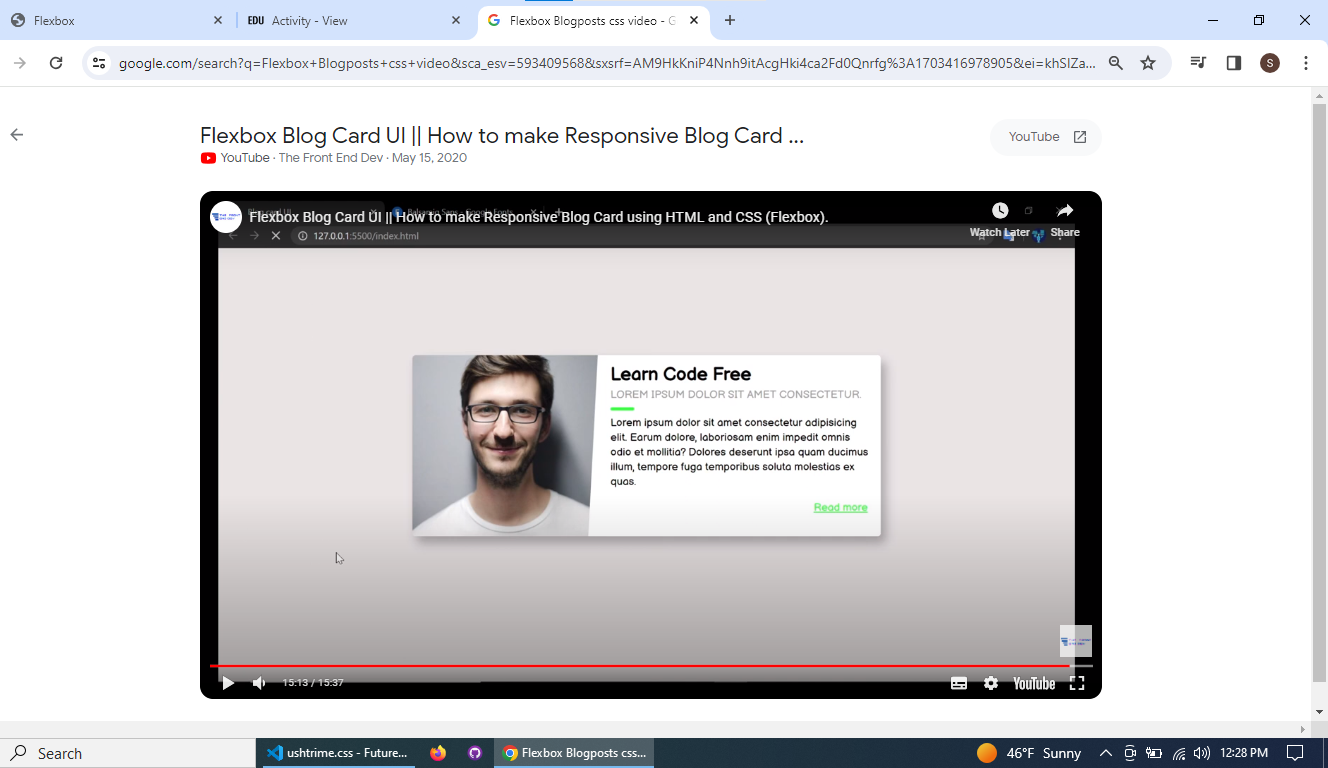 Flexbox
EDU Activity - View
Flexbox Blogposts css video - G
google.com/search?q=Flexbox+Blogposts+css+video&sca_esv=593409568&sxsrf=AM9HkKniP4Nnh9itAcgHki4ca2Fd0Qnrfg%3A1703416978905&ei=khSIZa...
S
Flexbox Blog Card UI || How to make Responsive Blog Card ...
YouTube
YouTube · The Front End Dev · May 15, 2020
Flexbox Blog Card UI || How to make Responsive Blog Card using HTML and CSS (Flexbox).
Watch Later
Share
127.0.0.1:5500/index.html
Learn Code Free
LOREM IPSUM DOLOR SIT AMET CONSECTETUR.
Lorem ipsum dolor sit amet consectetur adipisicing
elit. Earum dolore, laboriosam enim impedit omnis
odio et mollitia? Dolores deserunt ipsa quam ducimus
illum, tempore fuga temporibus soluta molestias ex
quas.
Read more
15:13 / 15:37
YouTube
Search
ushtrime.css - Future...
Flexbox Blogposts css...
46°F Sunny
12:28 PM